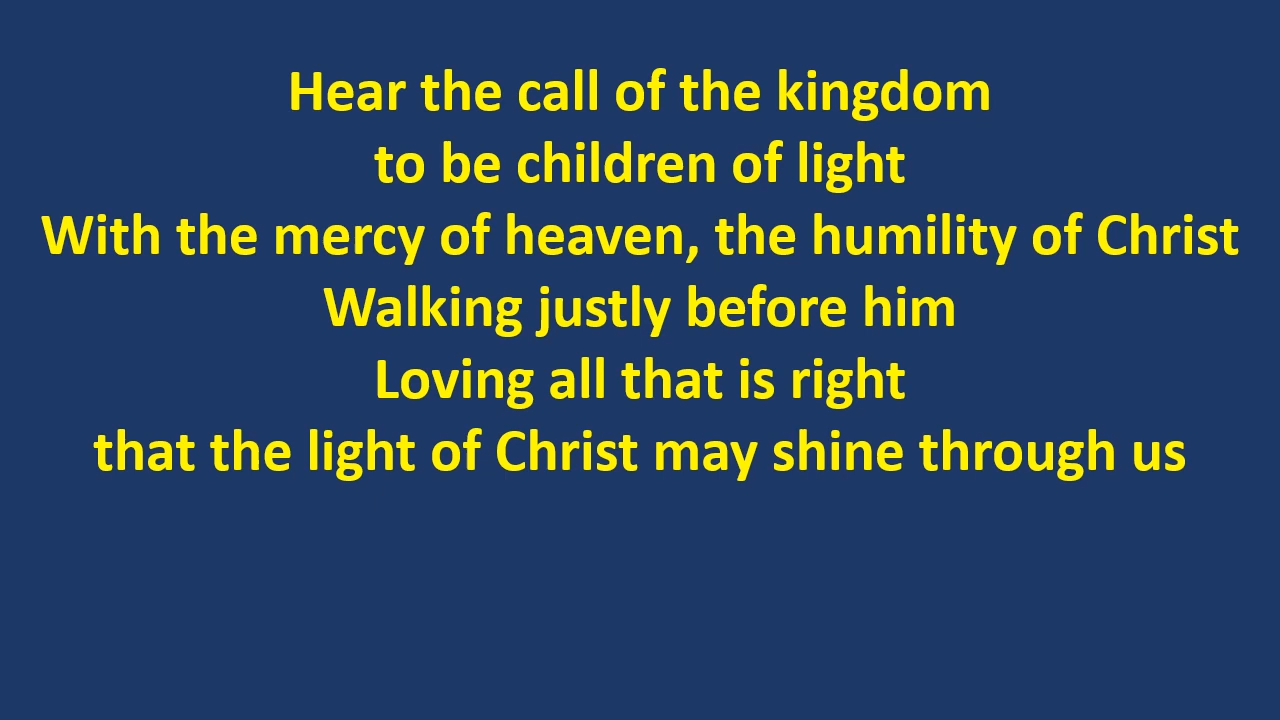 Hear the call of the kingdom
to be children of light
With the mercy of heaven, the humility of Christ
Walking justly before him
Loving all that is right
that the light of Christ may shine through us